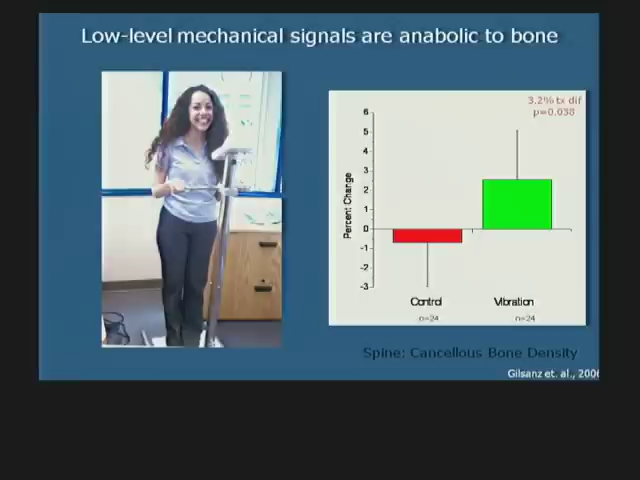 Low-level mechanical signals are anabolic to bone
3.2% tx dif
p=0.038
6
5
4
3
2
1
0
-1
-2
-3
Percent Change
Control
Vibration
n=24
n=24
Spine: Cancellous Bone Density
Gilsanz et. al., 2006